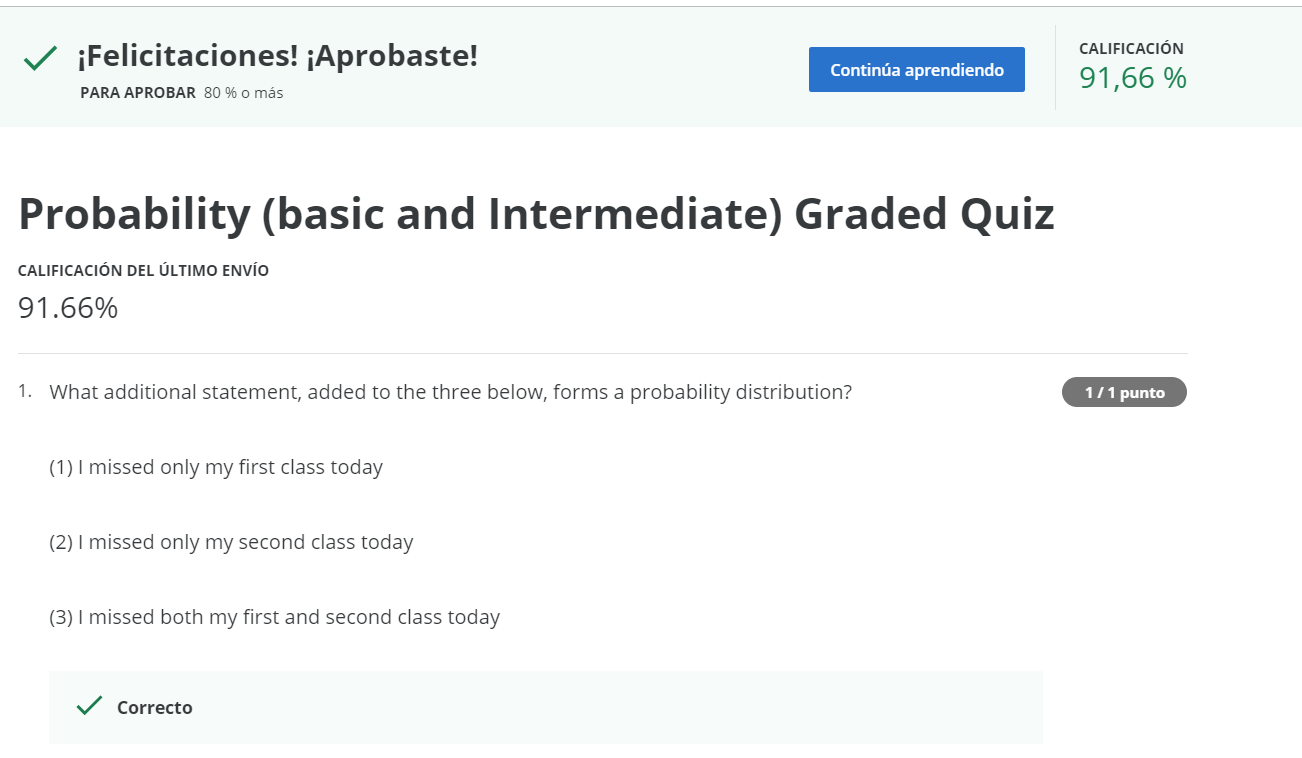 ¡Felicitaciones! ¡Aprobaste!
PARA APROBAR 80 % o más
Continúa aprendiendo
CALIFICACIÓN
91,66 %
Probability (basic and Intermediate) Graded Quiz
CALIFICACIÓN DEL ÚLTIMO ENVÍO
91.66%
1. What additional statement, added to the three below, forms a probability distribution?
1 / 1 punto
(1) I missed only my first class today
(2) I missed only my second class today
(3) I missed both my first and second class today
Correcto